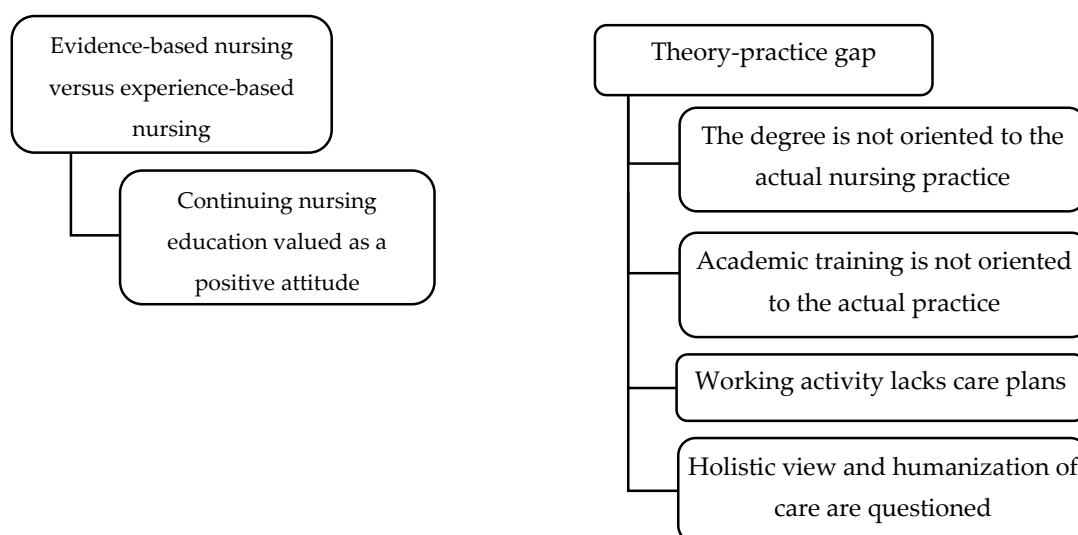 Evidence-based nursing
versus experience-based
nursing
Continuing nursing
education valued as a
positive attitude
Theory-practice gap
The degree is not oriented to the
actual nursing practice
Academic training is not oriented
to the actual practice
Working activity lacks care plans
Holistic view and humanization of
care are questioned